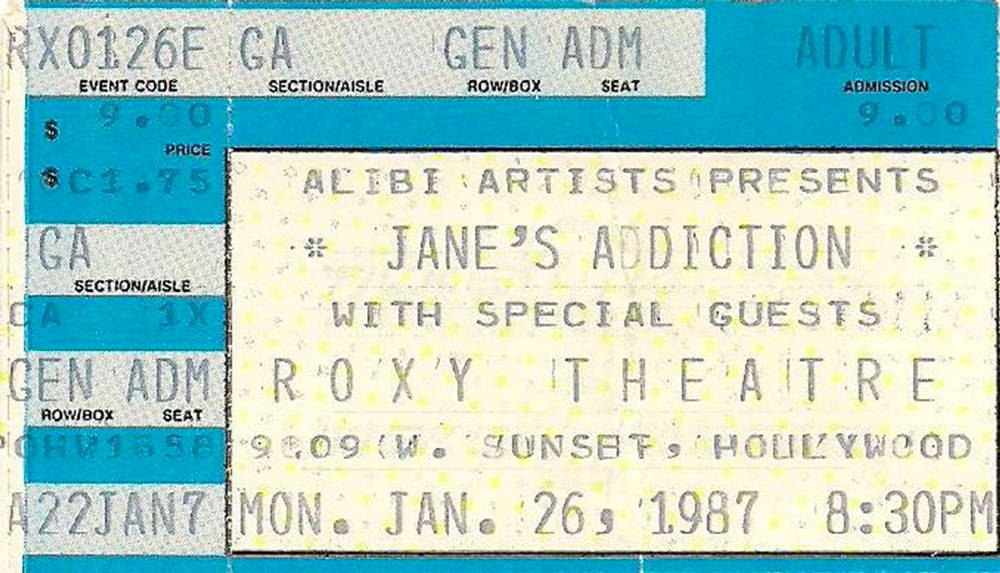 RX0126E GA GEN ADM ADULT
EVENT CODE SECTION/AISLE ROW/BOX SEAT ADMISSION
$ 9.00 9.00
PRICE
$ C1.75 ALIBI ARTISTS PRESENTS
GA * JANE'S ADDICTION *
SECTION/AISLE
CA 1X WITH SPECIAL GUESTS
GEN ADM ROXY THEATRE
ROW/BOX SEAT
W. SUNSET, HOLLYWOOD
A22JAN7 MON. JAN. 26, 1987 8:30PM